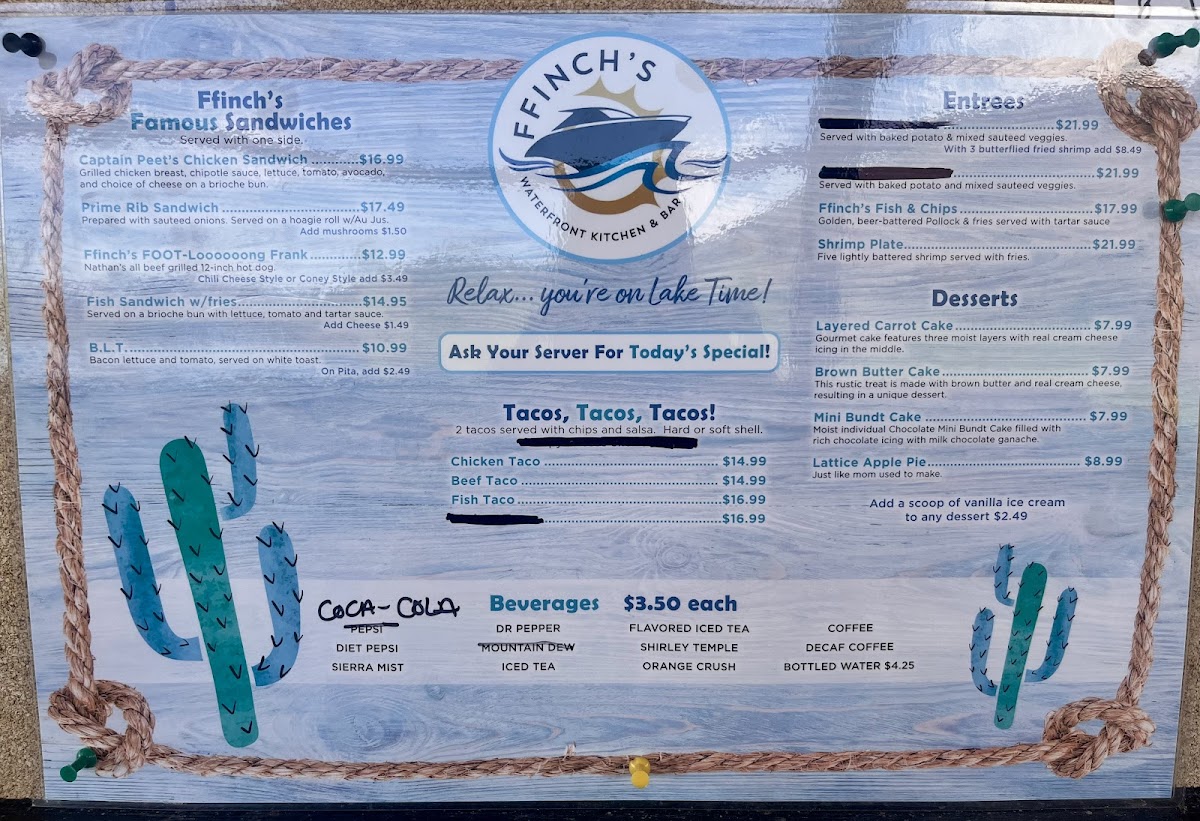 Ffinch's
Famous Sandwiches
Served with one side.
Captain Peet's Chicken Sandwich ............$16.99
Grilled chicken breast, chipotle sauce, lettuce, tomato, avocado,
and choice of cheese on a brioche bun.
Prime Rib Sandwich ..............................$17.49
Prepared with sauteed onions. Served on a hoagie roll w/Au Jus.
Add mushrooms $1.50
Ffinch's FOOT-Loooooong Frank............$12.99
Nathan's all beef grilled 12-inch hot dog.
Chili Cheese Style or Coney Style add $3.49
Fish Sandwich w/fries...........................$14.95
Served on a brioche bun with lettuce, tomato and tartar sauce.
Add Cheese $1.49
B.L.T.................................................. $10.99
Bacon lettuce and tomato, served on white toast.
On Pita, add $2.49
FFINCH'S
WATERFRONT KITCHEN & BAR
Relax... you're on Lake Time!
Ask Your Server For Today's Special!
Tacos, Tacos, Tacos!
2 tacos served with chips and salsa. Hard or soft shell.
Chicken Taco ....................................... $14.99
Beef Taco ............................................ $14.99
Fish Taco ............................................. $16.99
............................................$16.99
Entrees
...........................$21.99
Served with baked potato & mixed sauteed veggies.
With 3 butterflied fried shrimp add $8.49
.................................$21.99
Served with baked potato and mixed sauteed veggies.
Ffinch's Fish & Chips ...........................$17.99
Golden, beer-battered Pollock & fries served with tartar sauce
Shrimp Plate........................................$21.99
Five lightly battered shrimp served with fries.
Desserts
Layered Carrot Cake............................. $7.99
Gourmet cake features three moist layers with real cream cheese
icing in the middle.
Brown Butter Cake................................ $7.99
This rustic treat is made with brown butter and real cream cheese,
resulting in a unique dessert.
Mini Bundt Cake ................................... $7.99
Moist individual Chocolate Mini Bundt Cake filled with
rich chocolate icing with milk chocolate ganache.
Lattice Apple Pie................................... $8.99
Just like mom used to make.
Add a scoop of vanilla ice cream
to any dessert $2.49
COCA-COLA
Beverages $3.50 each
PEPSI
DIET PEPSI
SIERRA MIST
DR PEPPER
MOUNTAIN DEW
ICED TEA
FLAVORED ICED TEA
SHIRLEY TEMPLE
ORANGE CRUSH
COFFEE
DECAF COFFEE
BOTTLED WATER $4.25